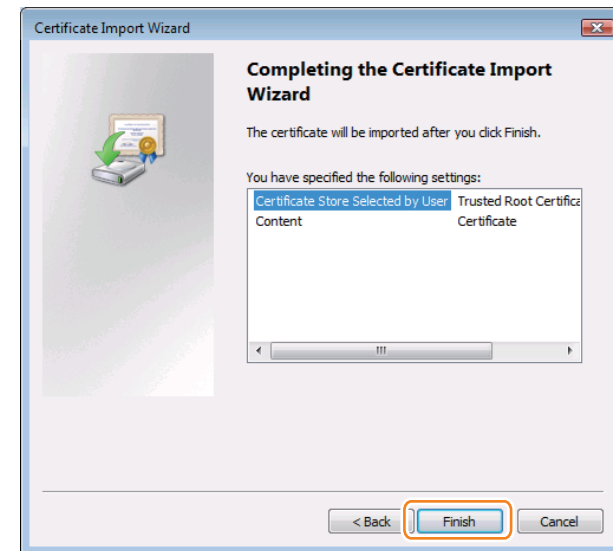 Certificate Import Wizard
Completing the Certificate Import
Wizard
The certificate will be imported after you click Finish.
You have specified the following settings:
Certificate Store Selected by User Trusted Root Certifica
Content Certificate
< Back Finish Cancel